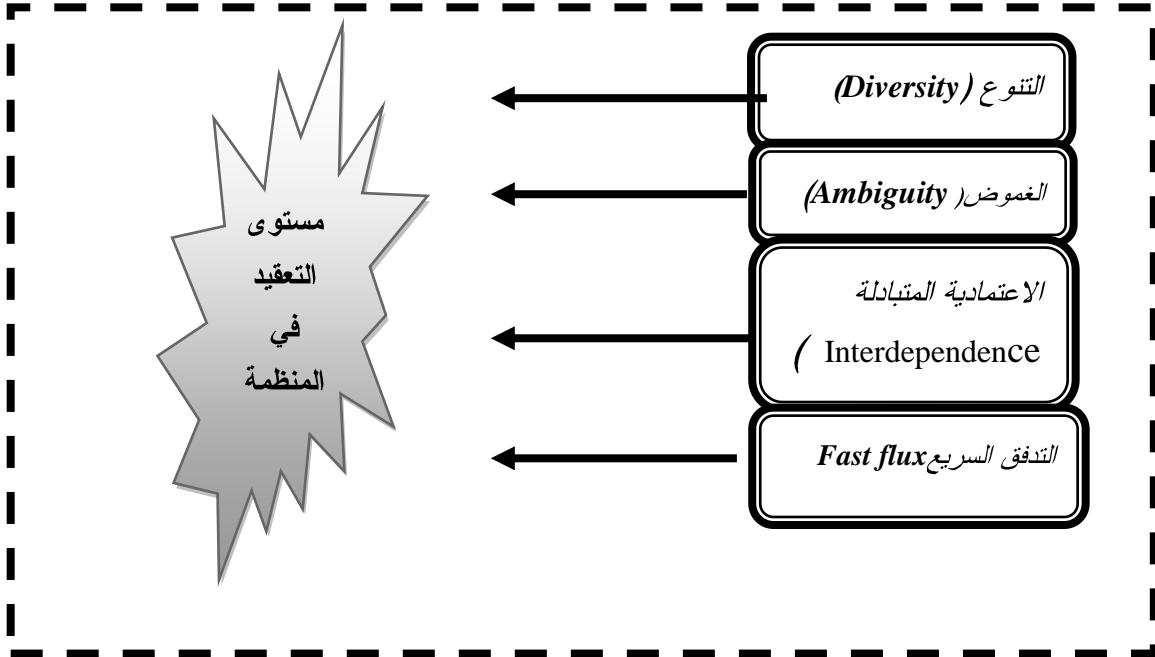 التنوع (Diversity)
الغموض( Ambiguity)
الاعتمادية المتبادلة
( Interdependence
التدفق السريعFast flux
مستوى
التعقيد
في
المنظمة